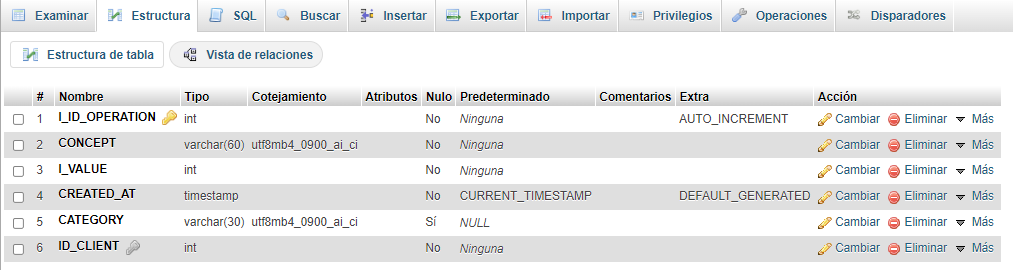 Examinar Estructura SQL Buscar Insertar Exportar Importar Privilegios Operaciones Disparadores
Estructura de tabla Vista de relaciones
# Nombre Tipo Cotejamiento Atributos Nulo Predeterminado Comentarios Extra Acción
1 I_ID_OPERATION int No Ninguna AUTO_INCREMENT Cambiar Eliminar Más
2 CONCEPT varchar(60) utf8mb4_0900_ai_ci No Ninguna Cambiar Eliminar Más
3 I_VALUE int No Ninguna Cambiar Eliminar Más
4 CREATED_AT timestamp No CURRENT_TIMESTAMP DEFAULT_GENERATED Cambiar Eliminar Más
5 CATEGORY varchar(30) utf8mb4_0900_ai_ci Sí NULL Cambiar Eliminar Más
6 ID_CLIENT int No Ninguna Cambiar Eliminar Más